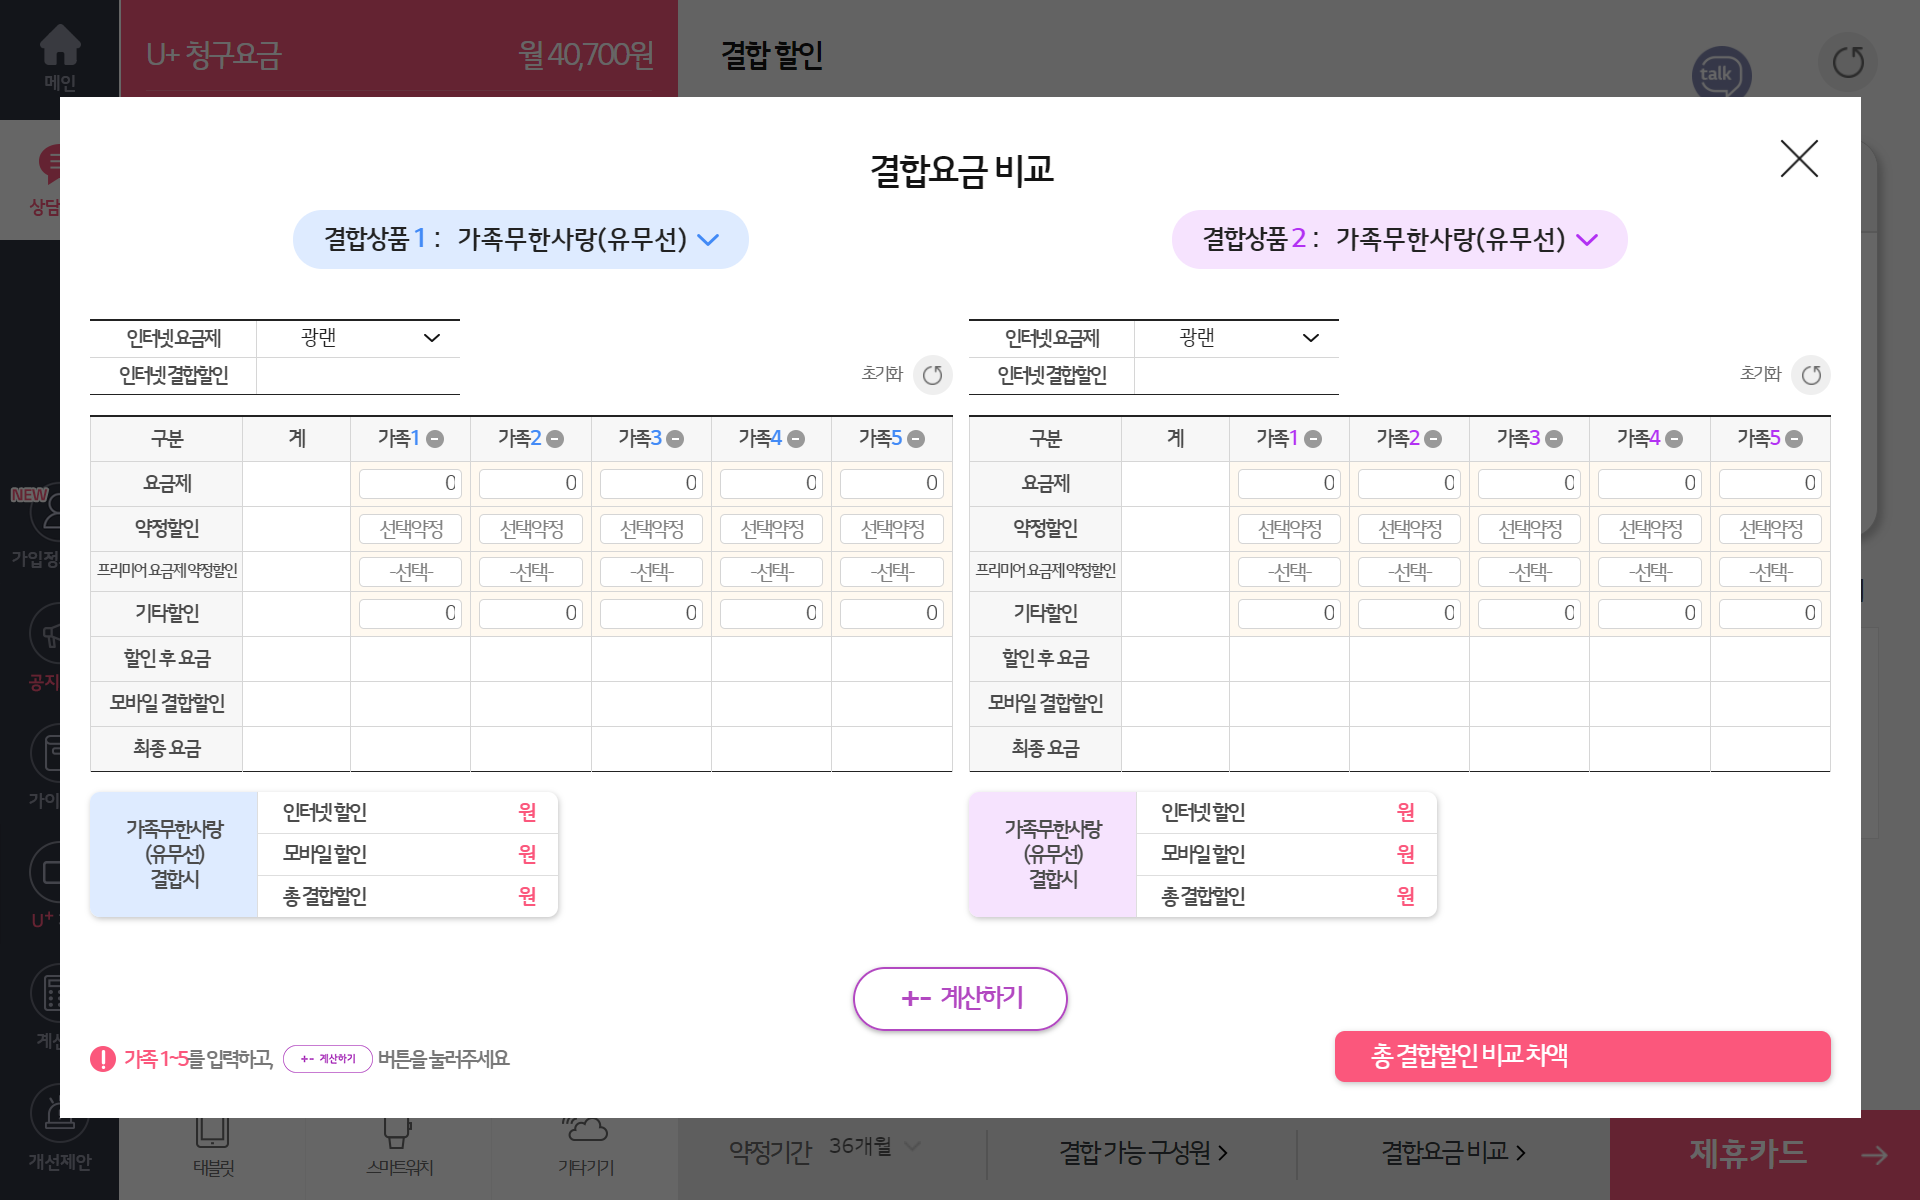 메인
U+ 청구요금
월 40,700원
결합 할인
talk
상담
결합요금 비교
결합상품 1 : 가족무한사랑(유무선)
결합상품 2 : 가족무한사랑(유무선)
인터넷 요금제 광랜
인터넷 결합할인
초기화
인터넷 요금제 광랜
인터넷 결합할인
초기화
구분 계 가족1 가족2 가족3 가족4 가족5
요금제 0 0 0 0 0
약정할인 선택약정 선택약정 선택약정 선택약정 선택약정
프리미어 요금제 약정할인 -선택- -선택- -선택- -선택- -선택-
기타할인 0 0 0 0 0
할인 후 요금
모바일 결합할인
최종 요금
구분 계 가족1 가족2 가족3 가족4 가족5
요금제 0 0 0 0 0
약정할인 선택약정 선택약정 선택약정 선택약정 선택약정
프리미어 요금제 약정할인 -선택- -선택- -선택- -선택- -선택-
기타할인 0 0 0 0 0
할인 후 요금
모바일 결합할인
최종 요금
가족무한사랑
(유무선)
결합시
인터넷 할인 원
모바일 할인 원
총 결합할인 원
가족무한사랑
(유무선)
결합시
인터넷 할인 원
모바일 할인 원
총 결합할인 원
+- 계산하기
가족 1~5를 입력하고, +- 계산하기 버튼을 눌러주세요
총 결합할인 비교 차액
NEW
가입정
공지
가이
U+
계산
개선제안
태블릿
스마트워치
기타 기기
약정기간 36개월
결합 가능 구성원
결합요금 비교
제휴카드